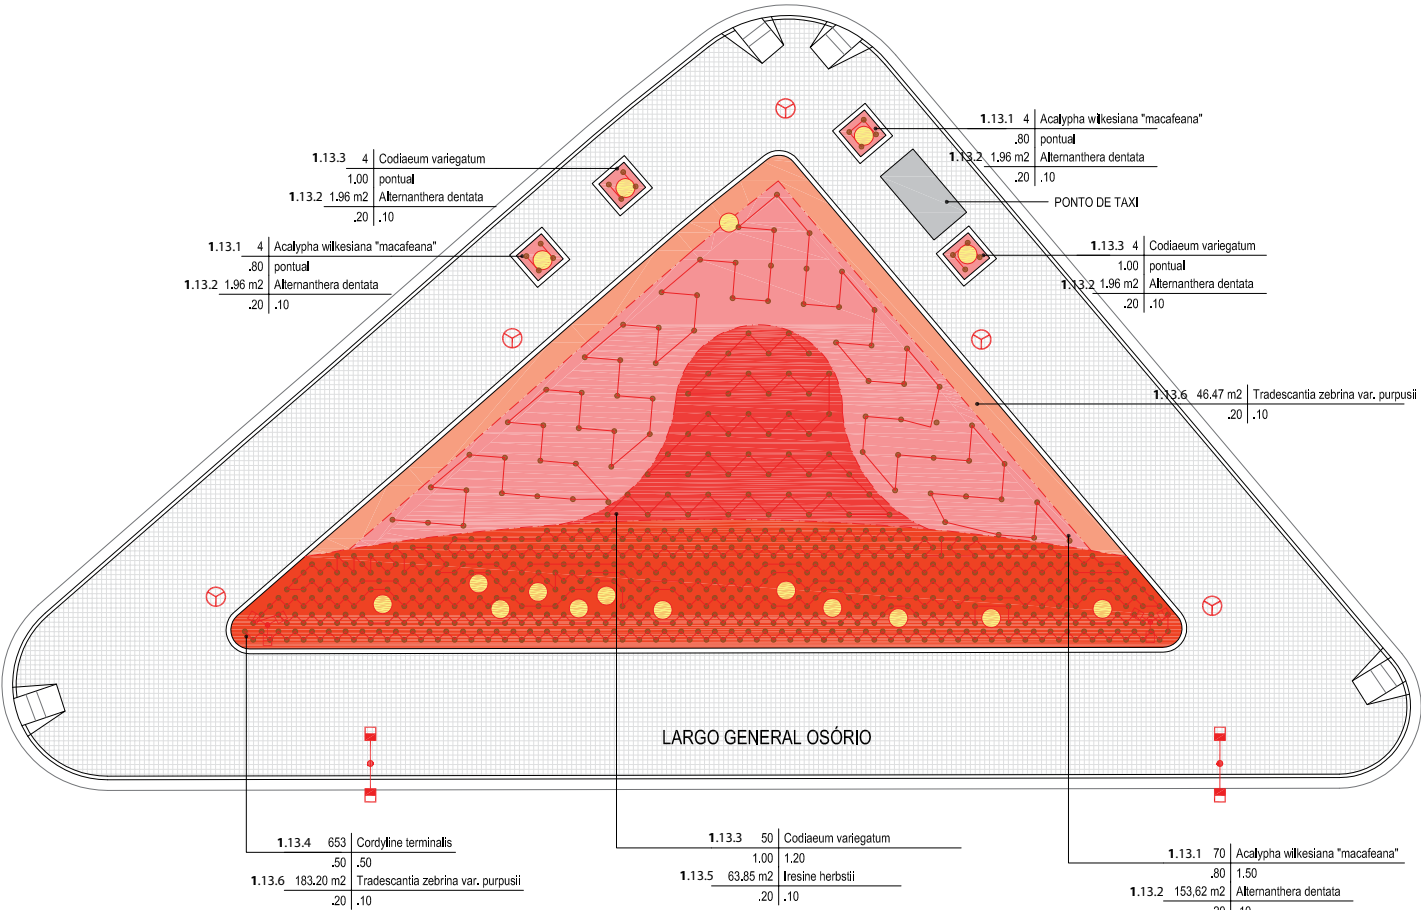 1.13.1 4 Acalypha wilkesiana "macafeana"
.80 pontual
1.13.2 1.96 m2 Alternanthera dentata
.20 .10
PONTO DE TAXI
1.13.3 4 Codiaeum variegatum
1.00 pontual
1.13.2 1.96 m2 Alternanthera dentata
.20 .10
1.13.1 4 Acalypha wilkesiana "macafeana"
.80 pontual
1.13.2 1.96 m2 Alternanthera dentata
.20 .10
1.13.3 4 Codiaeum variegatum
1.00 pontual
1.13.2 1.96 m2 Alternanthera dentata
.20 .10
1.13.6 46.47 m2 Tradescantia zebrina var. purpusii
.20 .10
LARGO GENERAL OSÓRIO
1.13.4 653 Cordyline terminalis
.50 .50
1.13.6 183.20 m2 Tradescantia zebrina var. purpusii
.20 .10
1.13.3 50 Codiaeum variegatum
1.00 1.20
1.13.5 63.85 m2 Iresine herbstii
.20 .10
1.13.1 70 Acalypha wilkesiana "macafeana"
.80 1.50
1.13.2 153,62 m2 Alternanthera dentata
.20 .10